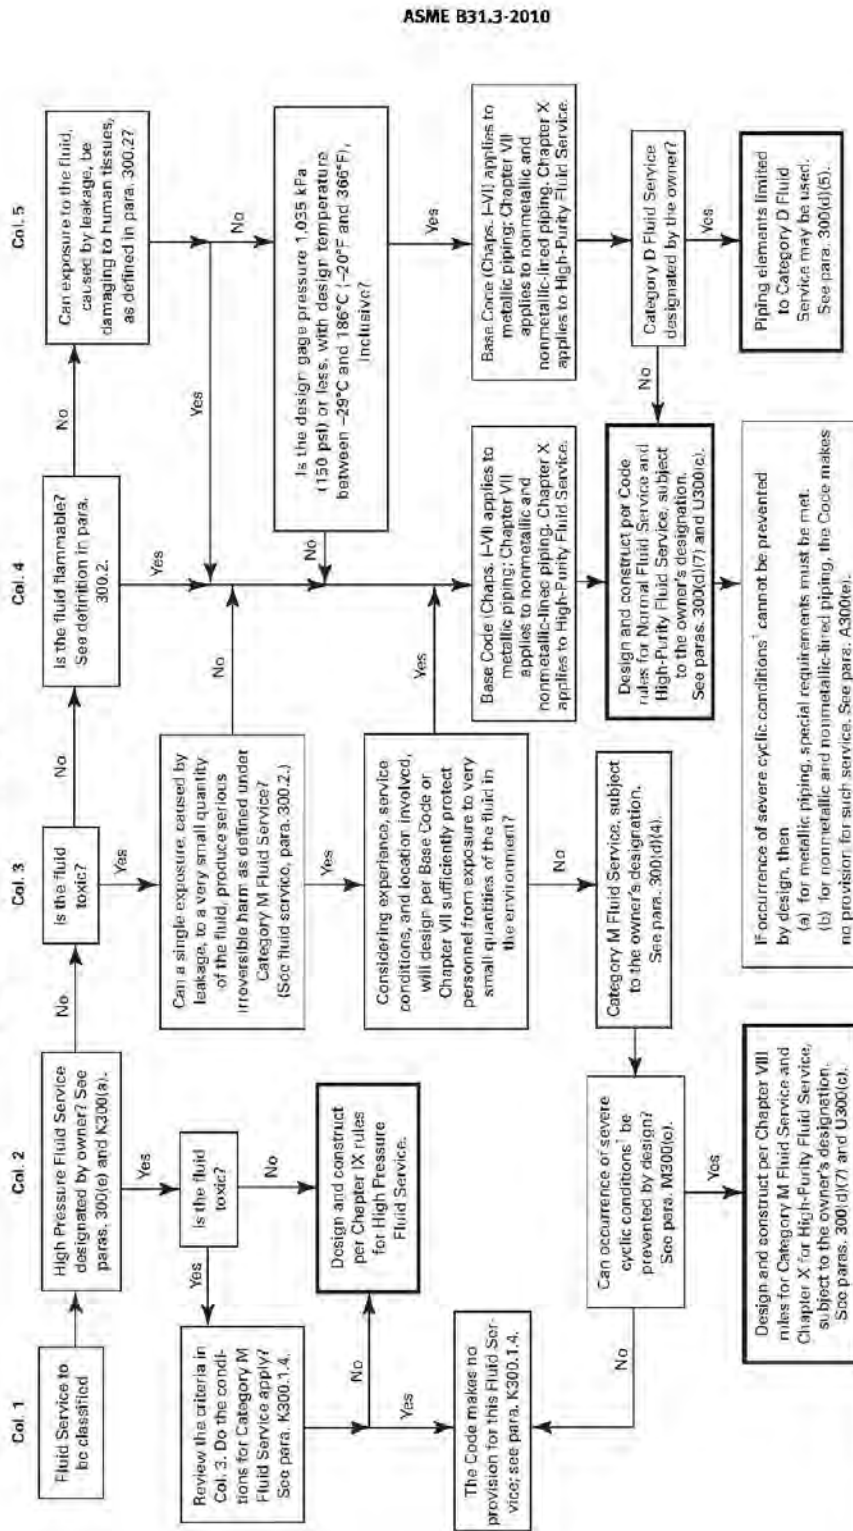 ASME B31.3-2010
Col. 1
Col. 2
Col. 3
Col. 4
Col. 5
Fluid Service to
be classified
High Pressure Fluid Service
designated by owner? See
paras. 300(e) and K300(a).
No
Yes
Is the fluid
toxic?
Yes
No
Review the criteria in
Col. 3. Do the condi-
tions for Category M
Fluid Service apply?
See para. K300.1.4.
No
Yes
Design and construct
per Chapter IX rules
for High Pressure
Fluid Service.
The Code makes no
provision for this Fluid Ser-
vice; see para. K300.1.4.
Is the fluid
toxic?
No
Yes
Can a single exposure, caused by
leakage, to a very small quantity
of the fluid, produce serious
irreversible harm as defined under
Category M Fluid Service?
(See fluid service, para. 300.2.)
No
Yes
Considering experience, service
conditions, and location involved,
will design per Base Code or
Chapter VII sufficiently protect
personnel from exposure to very
small quantities of the fluid in
the environment?
Yes
No
Category M Fluid Service, subject
to the owner's designation.
See para. 300(d)(4).
Can occurrence of severe
cyclic conditions¹ be
prevented by design?
See para. M300(e).
No
Yes
Design and construct per Chapter VIII
rules for Category M Fluid Service and
Chapter X for High-Purity Fluid Service,
subject to the owner's designation.
See paras. 300(d)(7) and U300(c).
Is the fluid flammable?
See definition in para.
300.2.
No
Yes
Can exposure to the fluid,
caused by leakage, be
damaging to human tissues,
as defined in para. 300.2?
Yes
No
Is the design gage pressure 1,035 kPa
(150 psi) or less, with design temperature
between −29°C and 186°C (−20°F and 366°F),
inclusive?
No
Yes
Base Code (Chaps. I–VI) applies to
metallic piping; Chapter VII
applies to nonmetallic and
nonmetallic-lined piping. Chapter X
applies to High-Purity Fluid Service.
Base Code (Chaps. I–VI) applies to
metallic piping; Chapter VII
applies to nonmetallic and
nonmetallic-lined piping. Chapter X
applies to High-Purity Fluid Service.
Category D Fluid Service
designated by the owner?
No
Yes
Design and construct per Code
rules for Normal Fluid Service and
High-Purity Fluid Service, subject
to the owner's designation.
See paras. 300(d)(7) and U300(c).
Piping elements limited
to Category D Fluid
Service may be used.
See para. 300(d)(5).
If occurrence of severe cyclic conditions¹ cannot be prevented
by design, then
(a) for metallic piping, special requirements must be met.
(b) for nonmetallic and nonmetallic-lined piping, the Code makes
no provision for such service. See para. A300(e).